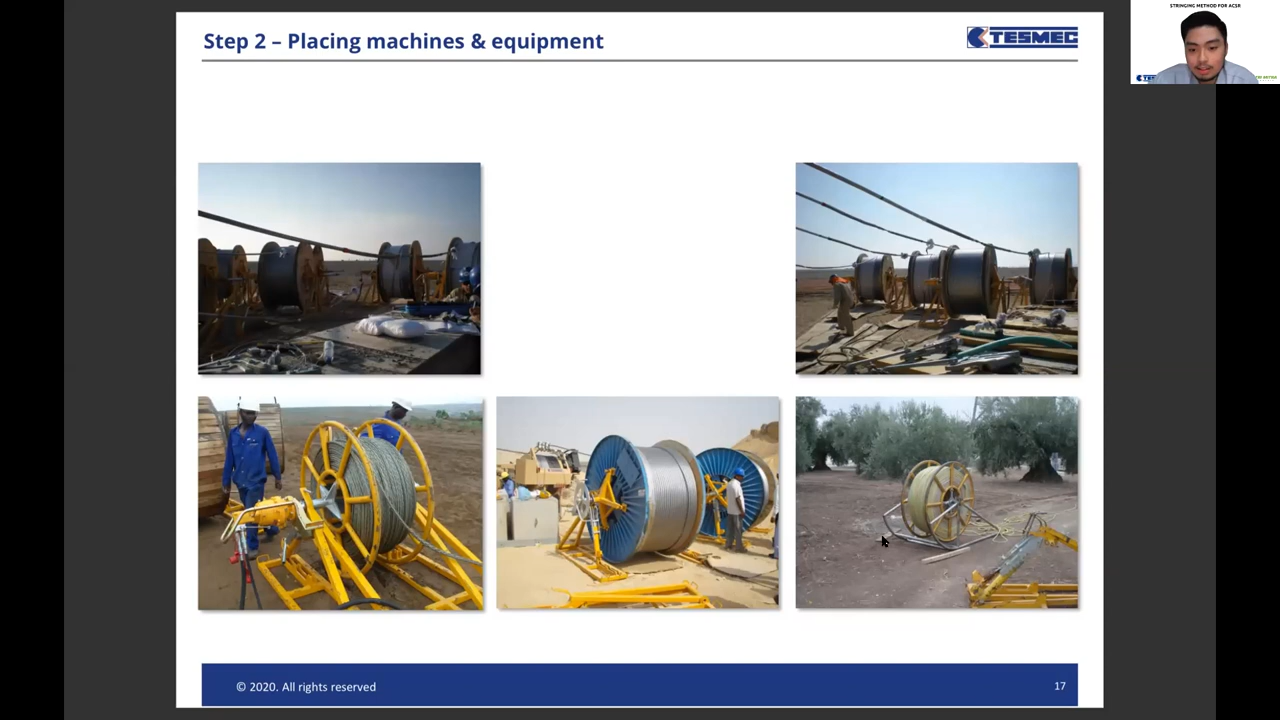 STRINGING METHOD FOR ACSR
Step 2 – Placing machines & equipment
TESMEC
© 2020. All rights reserved
17